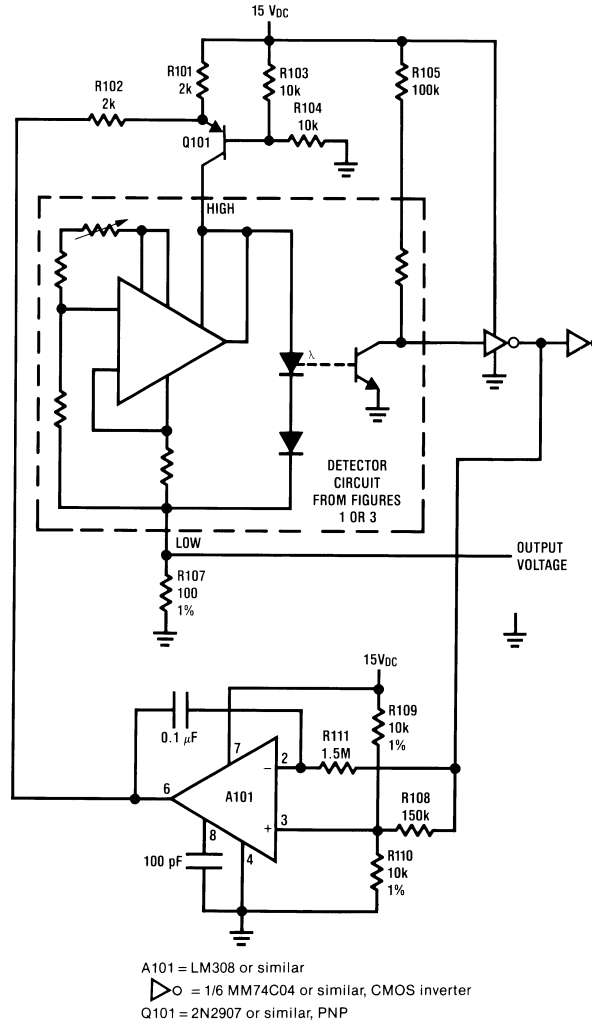 15 VDC
R101
2k
R102
2k
R103
10k
R104
10k
R105
100k
Q101
HIGH
λ
DETECTOR
CIRCUIT
FROM FIGURES
1 OR 3
LOW
OUTPUT
VOLTAGE
R107
100
1%
15VDC
R109
10k
1%
0.1 μF
R111
1.5M
7
2
6
−
A101
R108
150k
3
+
8
4
100 pF
R110
10k
1%
A101 = LM308 or similar
= 1/6 MM74C04 or similar, CMOS inverter
Q101 = 2N2907 or similar, PNP